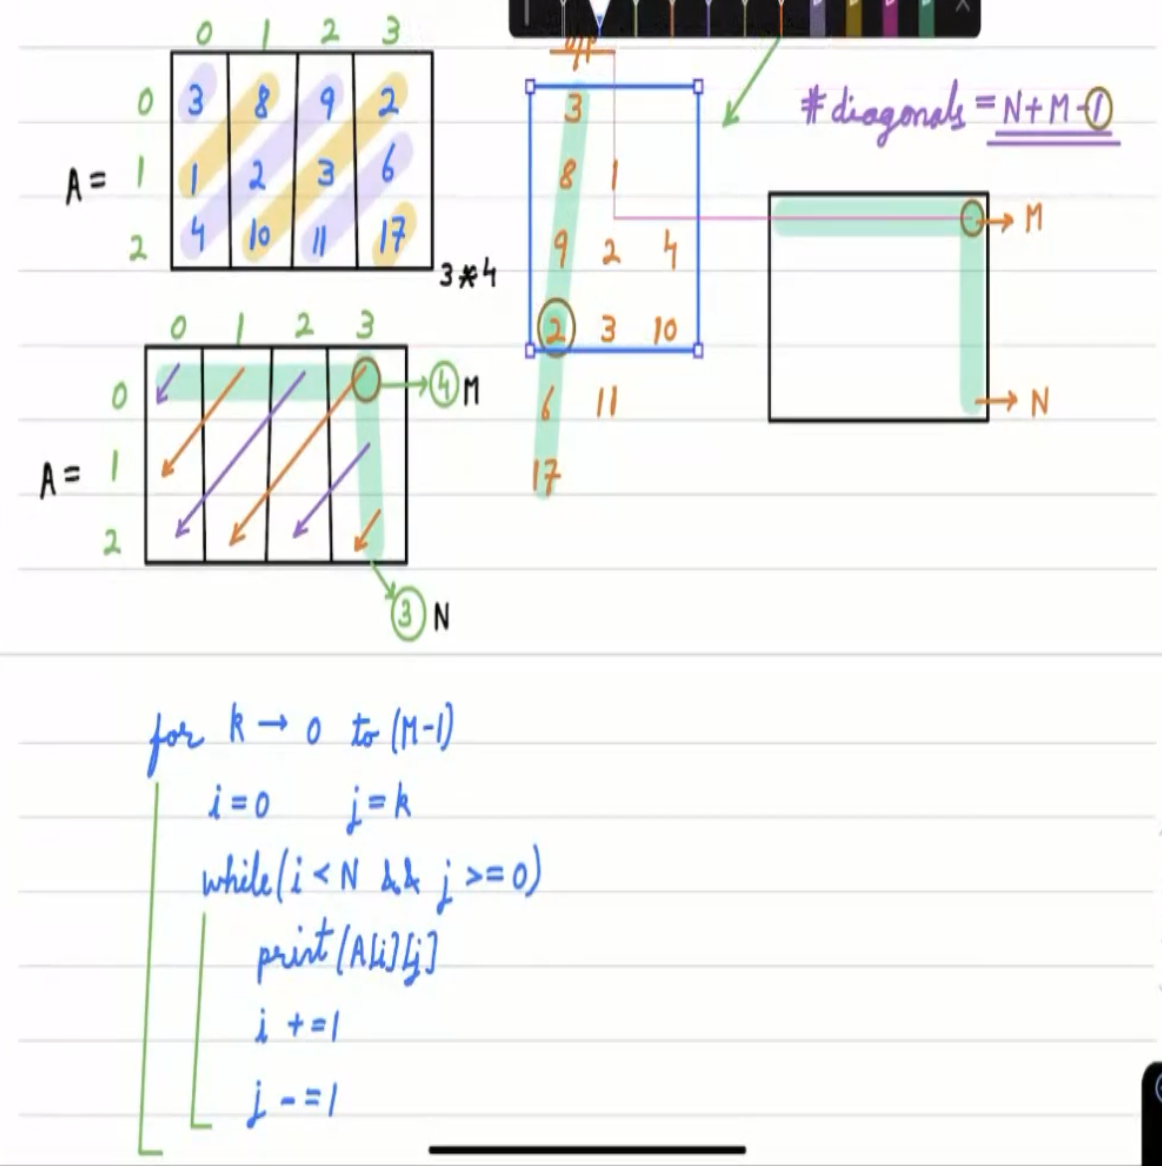 0 1 2 3
0 3 8 9 2
A = 1 1 2 3 6
2 4 10 11 17
3*4
o/p
3
8 1
9 2 4
2 3 10
6 11
17
#diagonals = N+M-1
M
N
0 1 2 3
0
A = 1
2
4 M
3 N
for k → 0 to (M-1)
i = 0 j = k
while(i < N && j >= 0)
print(A[i][j]
i += 1
j -= 1